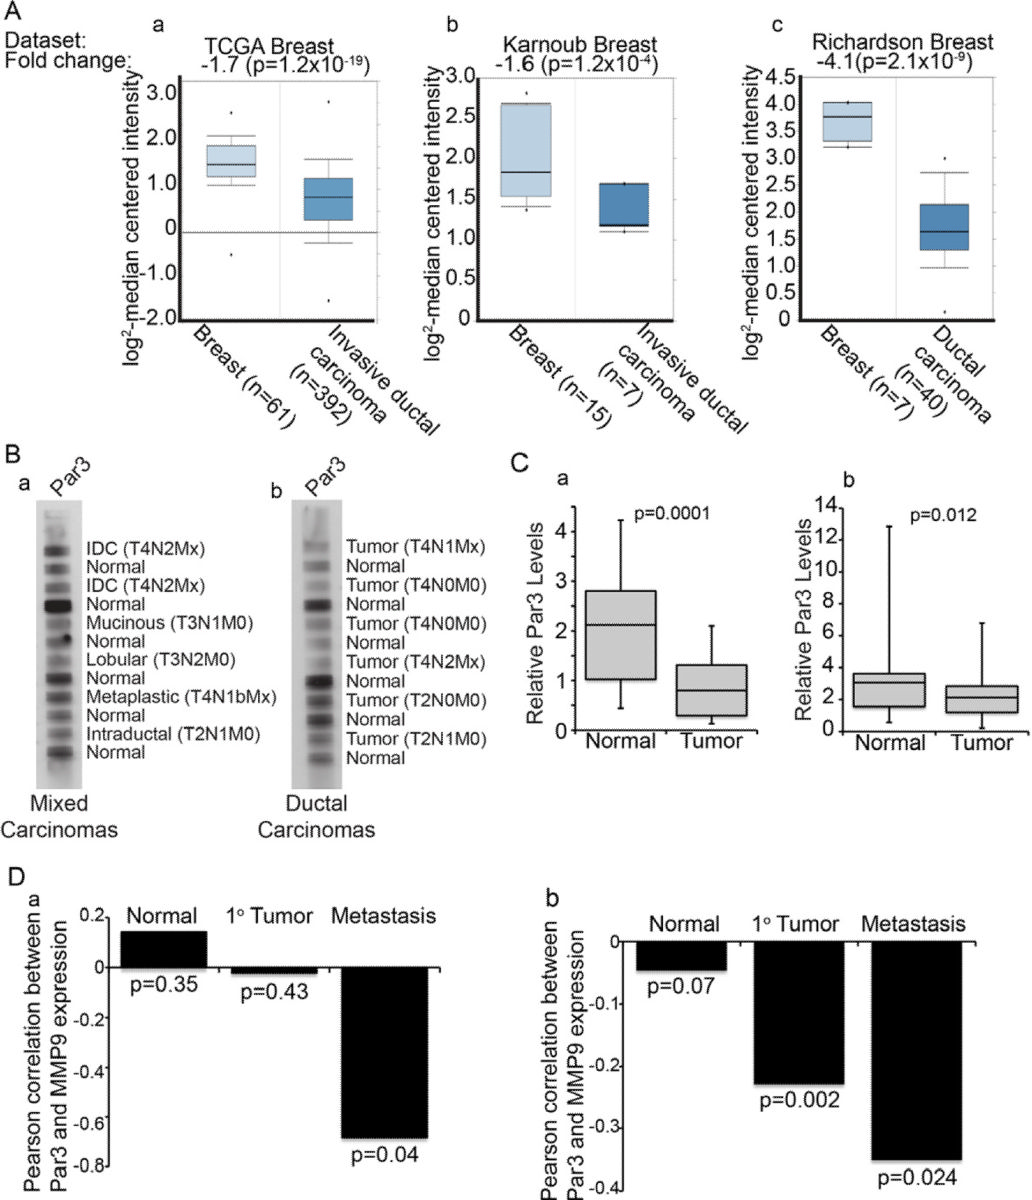 A
a
b
c
Dataset:
TCGA Breast
Karnoub Breast
Richardson Breast
Fold change:
-1.7 (p=1.2x10⁻¹⁹)
-1.6 (p=1.2x10⁻⁴)
-4.1(p=2.1x10⁻⁹)
log²-median centered intensity
3.0
2.0
1.0
0
-1.0
-2.0
Breast (n=61)
Invasive ductal
carcinoma
(n=392)
log²-median centered intensity
3.0
2.5
2.0
1.5
1.0
0.5
0
Breast (n=15)
Invasive ductal
carcinoma
(n=7)
log²-median centered intensity
4.5
4.0
3.5
3.0
2.5
2.0
1.5
1.0
0.5
0
Breast (n=7)
Ductal
carcinoma
(n=40)
B
a
Par3
IDC (T4N2Mx)
Normal
IDC (T4N2Mx)
Normal
Mucinous (T3N1M0)
Normal
Lobular (T3N2M0)
Normal
Metaplastic (T4N1bMx)
Normal
Intraductal (T2N1M0)
Normal
Mixed
Carcinomas
b
Par3
Tumor (T4N1Mx)
Normal
Tumor (T4N0M0)
Normal
Tumor (T4N0M0)
Normal
Tumor (T4N2Mx)
Normal
Tumor (T2N0M0)
Normal
Tumor (T2N1M0)
Normal
Ductal
Carcinomas
C
a
p=0.0001
Relative Par3 Levels
4
3
2
1
0
Normal
Tumor
b
p=0.012
Relative Par3 Levels
14
12
10
8
6
4
2
0
Normal
Tumor
D
a
Pearson correlation between
Par3 and MMP9 expression
0.2
0
-0.2
-0.4
-0.6
-0.8
Normal
1° Tumor
Metastasis
p=0.35
p=0.43
p=0.04
b
Pearson correlation between
Par3 and MMP9 expression
0
-0.1
-0.2
-0.3
-0.4
Normal
1° Tumor
Metastasis
p=0.07
p=0.002
p=0.024